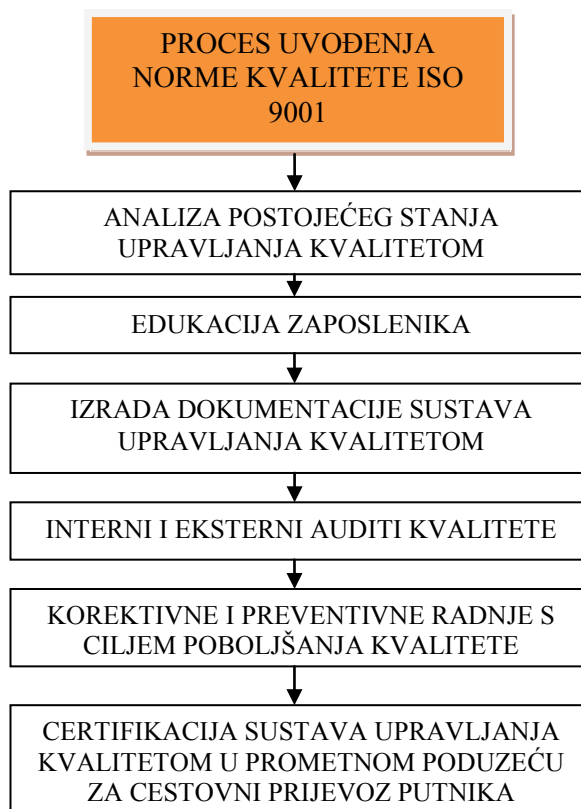 PROCES UVOĐENJA
NORME KVALITETE ISO
9001
ANALIZA POSTOJEĆEG STANJA
UPRAVLJANJA KVALITETOM
EDUKACIJA ZAPOSLENIKA
IZRADA DOKUMENTACIJE SUSTAVA
UPRAVLJANJA KVALITETOM
INTERNI I EKSTERNI AUDITI KVALITETE
KOREKTIVNE I PREVENTIVNE RADNJE S
CILJEM POBOLJŠANJA KVALITETE
CERTIFIKACIJA SUSTAVA UPRAVLJANJA
KVALITETOM U PROMETNOM PODUZEĆU
ZA CESTOVNI PRIJEVOZ PUTNIKA